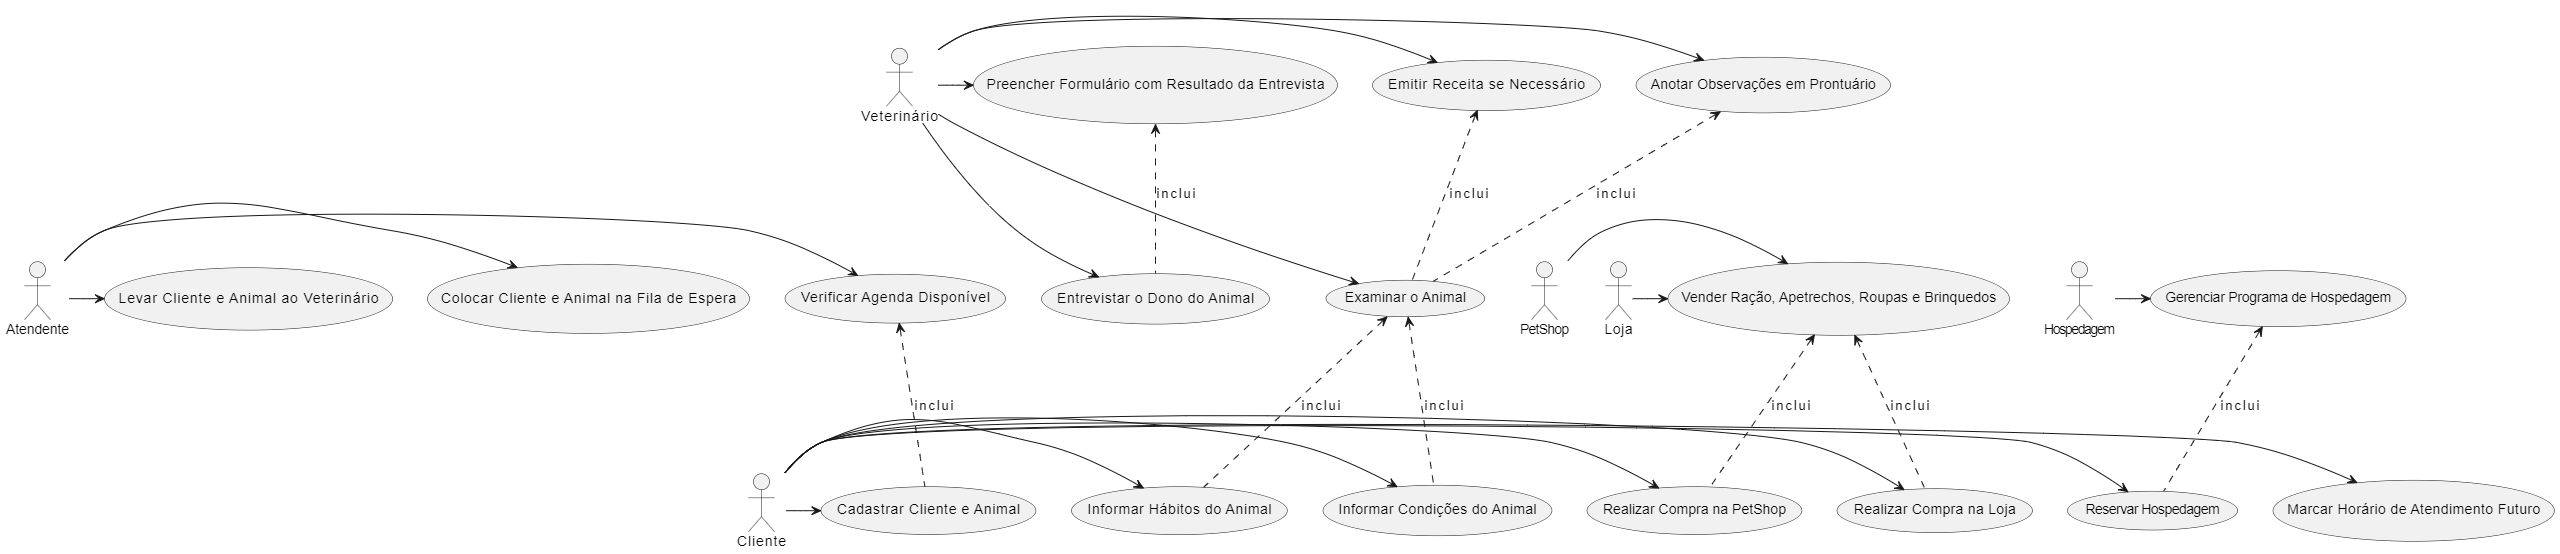 Preencher Formulário com Resultado da Entrevista
Emitir Receita se Necessário
Anotar Observações em Prontuário
Veterinário
inclui
inclui
inclui
Levar Cliente e Animal ao Veterinário
Colocar Cliente e Animal na Fila de Espera
Verificar Agenda Disponível
Entrevistar o Dono do Animal
Examinar o Animal
Vender Ração, Apetrechos, Roupas e Brinquedos
Gerenciar Programa de Hospedagem
Atendente
PetShop
Loja
Hospedagem
inclui
inclui
inclui
inclui
inclui
inclui
Cadastrar Cliente e Animal
Informar Hábitos do Animal
Informar Condições do Animal
Realizar Compra na PetShop
Realizar Compra na Loja
Reservar Hospedagem
Marcar Horário de Atendimento Futuro
Cliente